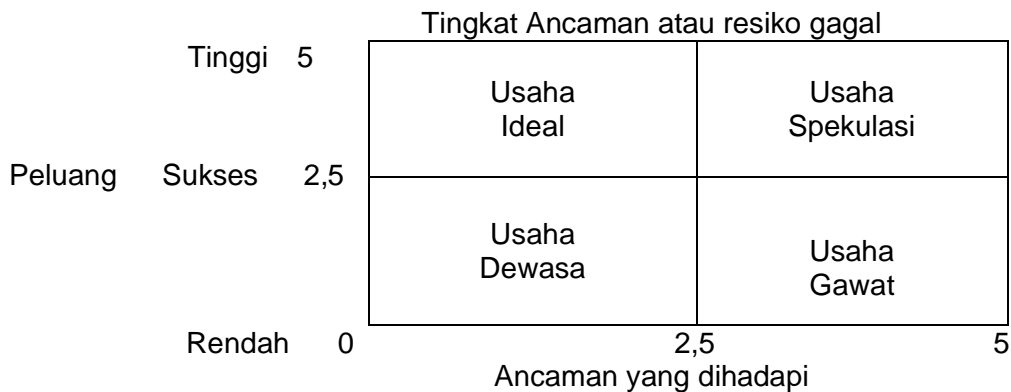 Tingkat Ancaman atau resiko gagal
Tinggi 5
Usaha
Ideal
Usaha
Spekulasi
Peluang Sukses 2,5
Usaha
Dewasa
Usaha
Gawat
Rendah 0 2,5 5
Ancaman yang dihadapi